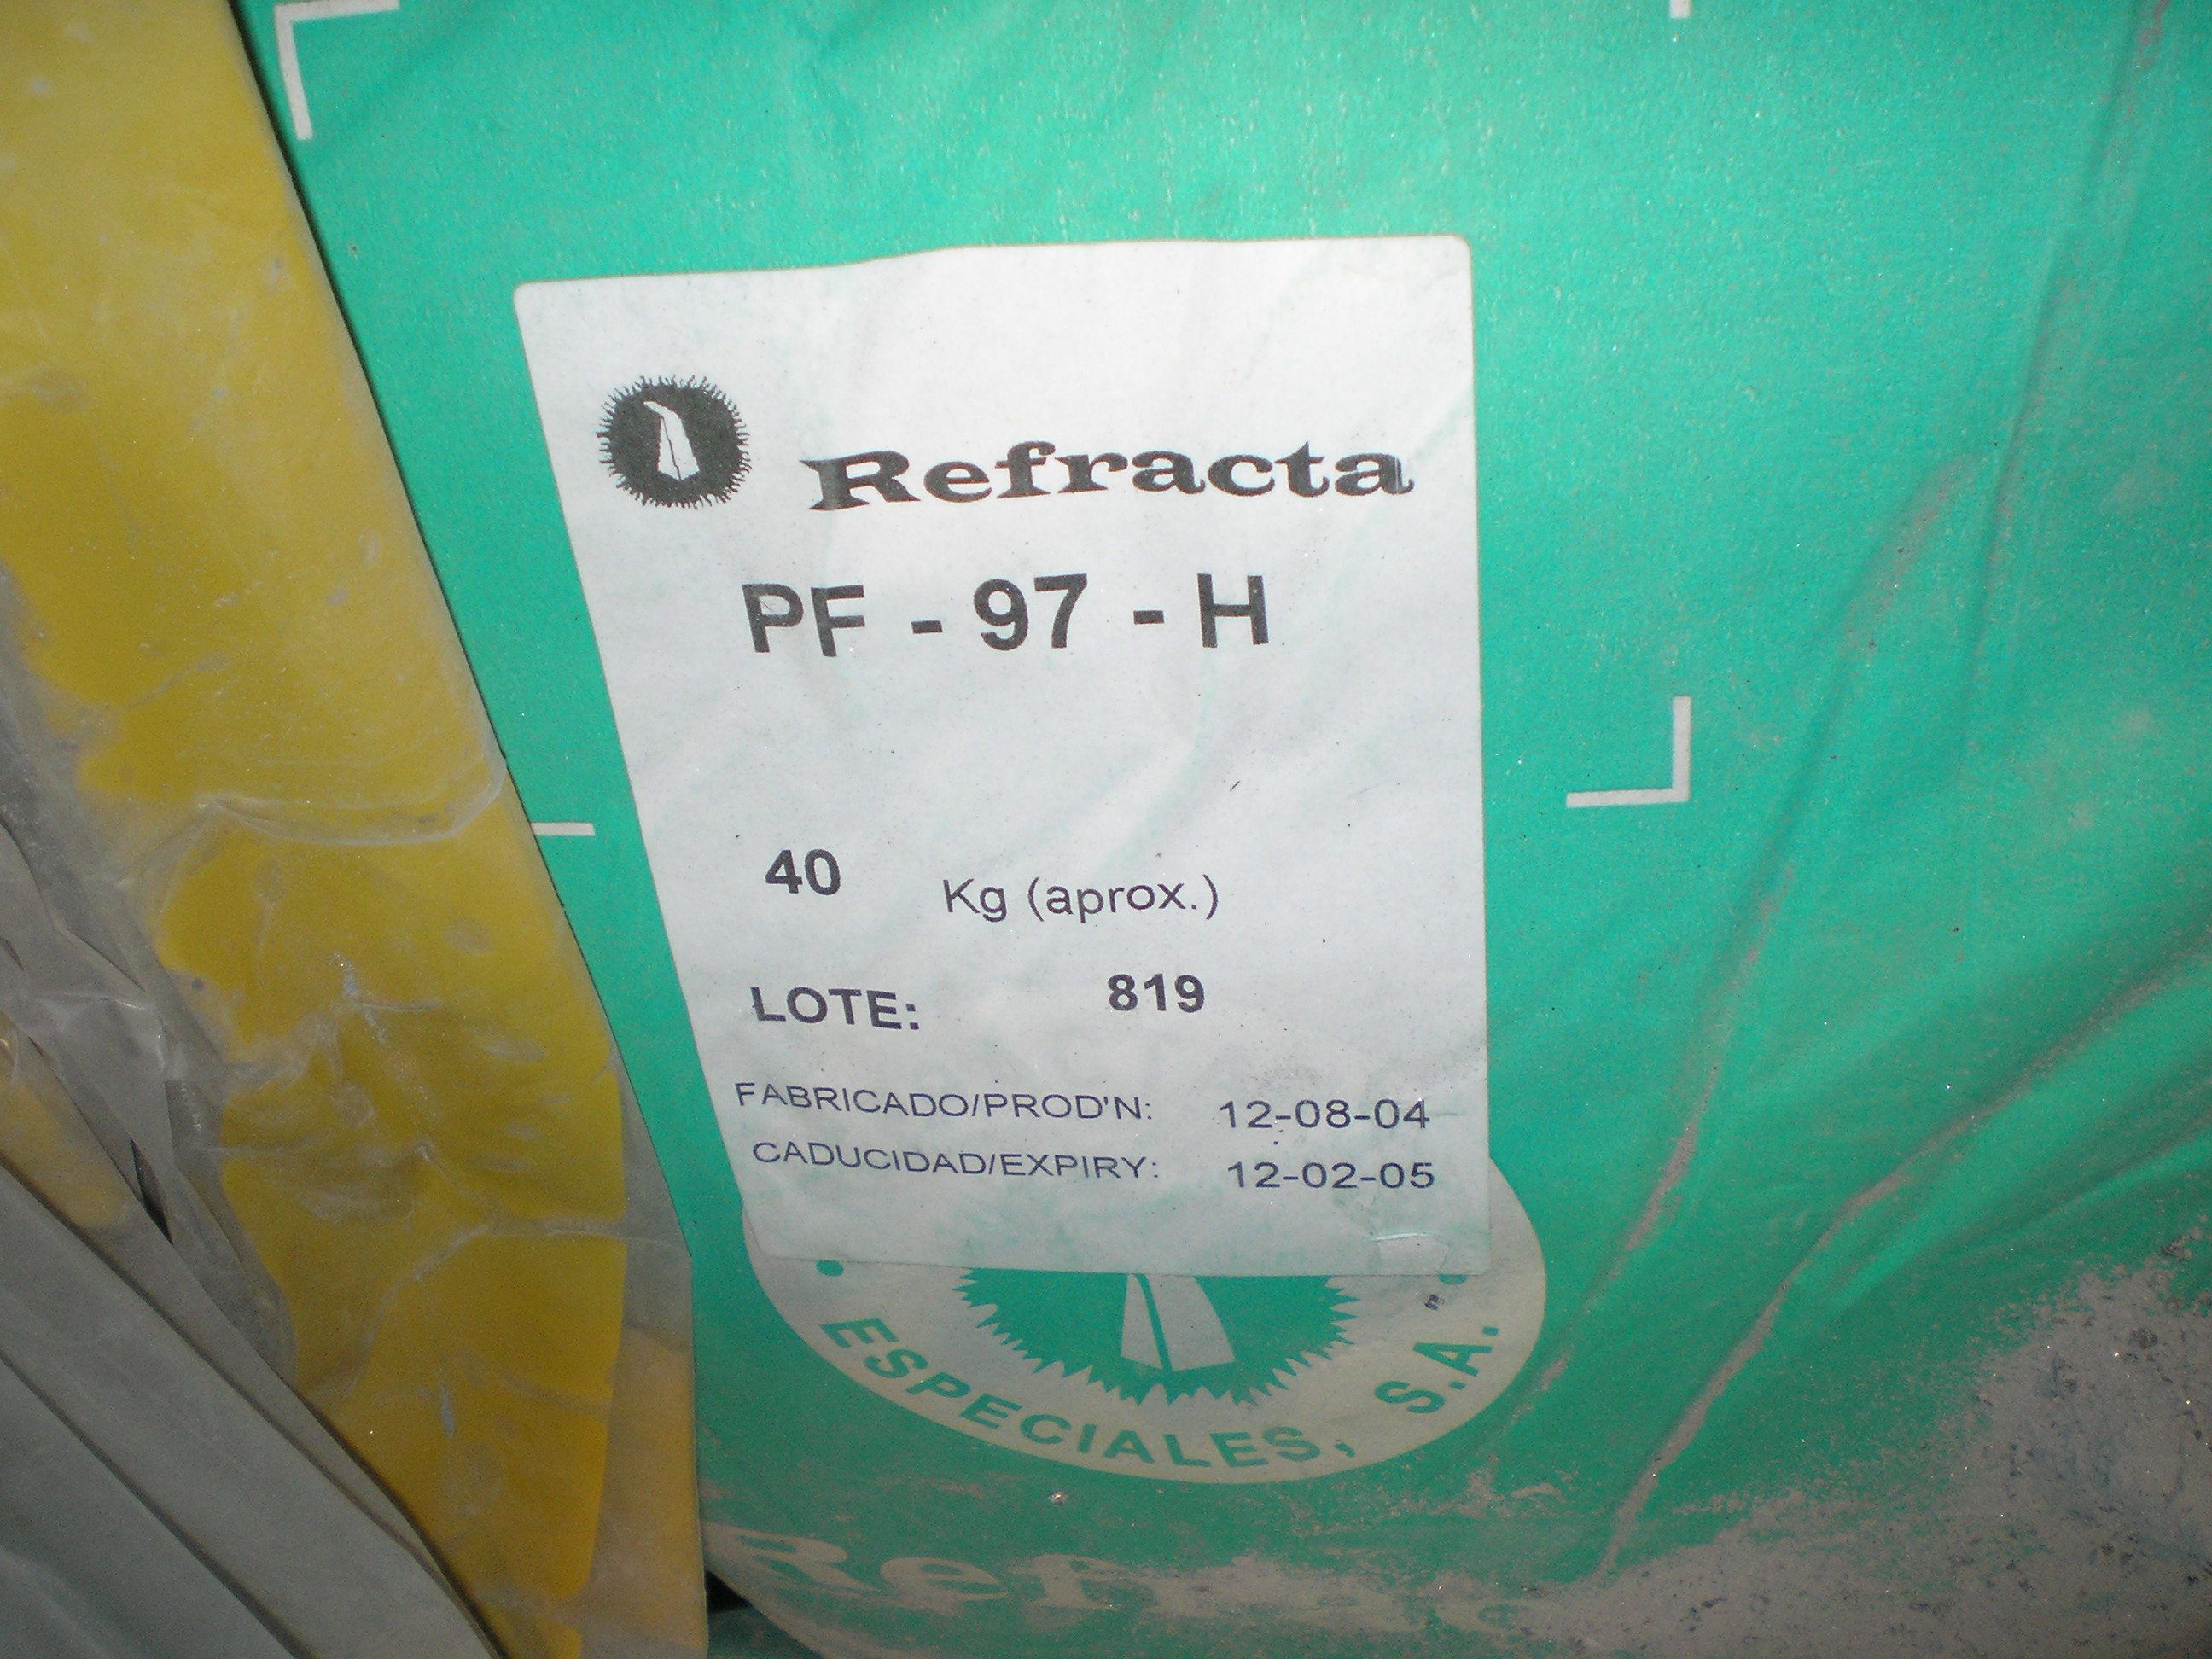 Refracta
PF - 97 - H
40 Kg (aprox.)
LOTE: 819
FABRICADO/PROD'N: 12-08-04
CADUCIDAD/EXPIRY: 12-02-05
ESPECIALES, S.A.